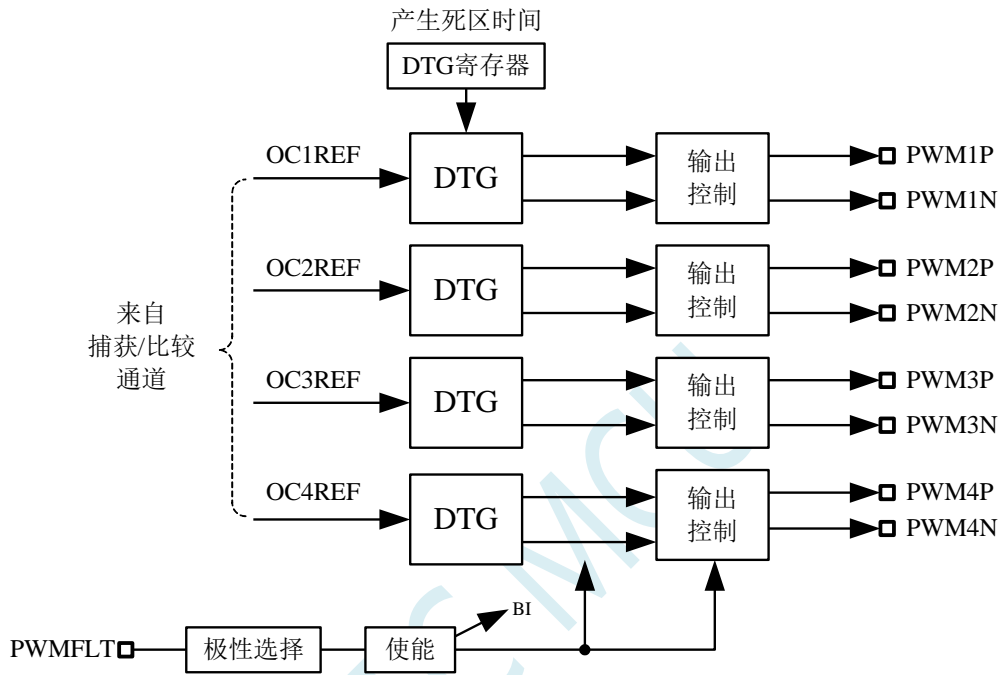 产生死区时间
DTG寄存器
OC1REF
DTG
输出
控制
PWM1P
PWM1N
OC2REF
DTG
输出
控制
PWM2P
PWM2N
来自
捕获/比较
通道
OC3REF
DTG
输出
控制
PWM3P
PWM3N
OC4REF
DTG
输出
控制
PWM4P
PWM4N
BI
PWMFLT
极性选择
使能
MCU